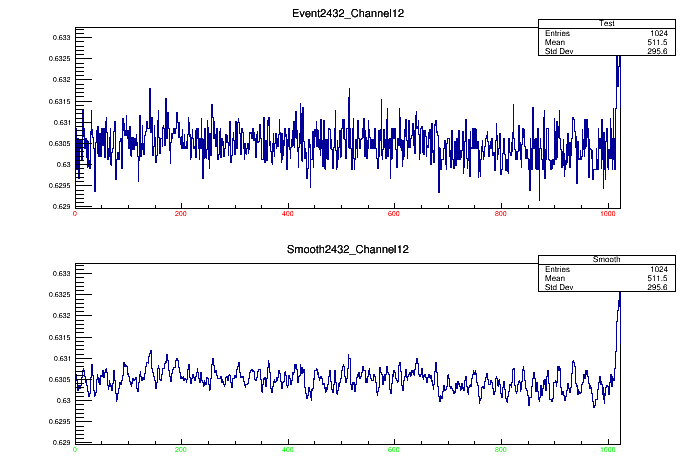 Event2432_Channel12
Test
Entries 1024
Mean 511.5
Std Dev 295.6
0.633
0.6325
0.632
0.6315
0.631
0.6305
0.63
0.6295
0.629
0 200 400 600 800 1000
Smooth2432_Channel12
Smooth
Entries 1024
Mean 511.5
Std Dev 295.6
0.633
0.6325
0.632
0.6315
0.631
0.6305
0.63
0.6295
0.629
0 200 400 600 800 1000